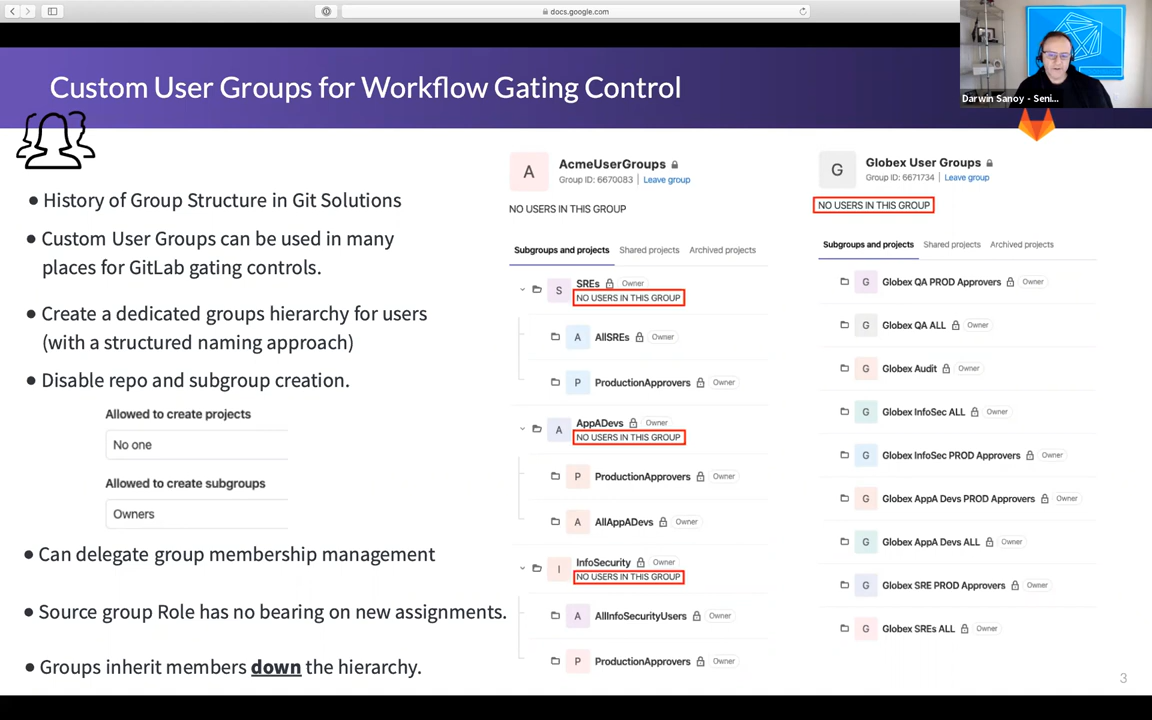 docs.google.com
Darwin Sanoy - Seni...
Custom User Groups for Workflow Gating Control
● History of Group Structure in Git Solutions
● Custom User Groups can be used in many
places for GitLab gating controls.
● Create a dedicated groups hierarchy for users
(with a structured naming approach)
● Disable repo and subgroup creation.
Allowed to create projects
No one
Allowed to create subgroups
Owners
● Can delegate group membership management
● Source group Role has no bearing on new assignments.
● Groups inherit members down the hierarchy.
A
AcmeUserGroups
Group ID: 6670083 | Leave group
NO USERS IN THIS GROUP
Subgroups and projects Shared projects Archived projects
S SREs Owner
NO USERS IN THIS GROUP
A AllSREs Owner
P ProductionApprovers Owner
A AppADevs Owner
NO USERS IN THIS GROUP
P ProductionApprovers Owner
A AllAppADevs Owner
I InfoSecurity Owner
NO USERS IN THIS GROUP
A AllInfoSecurityUsers Owner
P ProductionApprovers Owner
G
Globex User Groups
Group ID: 6671734 | Leave group
NO USERS IN THIS GROUP
Subgroups and projects Shared projects Archived projects
G Globex QA PROD Approvers Owner
G Globex QA ALL Owner
G Globex Audit Owner
G Globex InfoSec ALL Owner
G Globex InfoSec PROD Approvers Owner
G Globex AppA Devs PROD Approvers Owner
G Globex AppA Devs ALL Owner
G Globex SRE PROD Approvers Owner
G Globex SREs ALL Owner
3